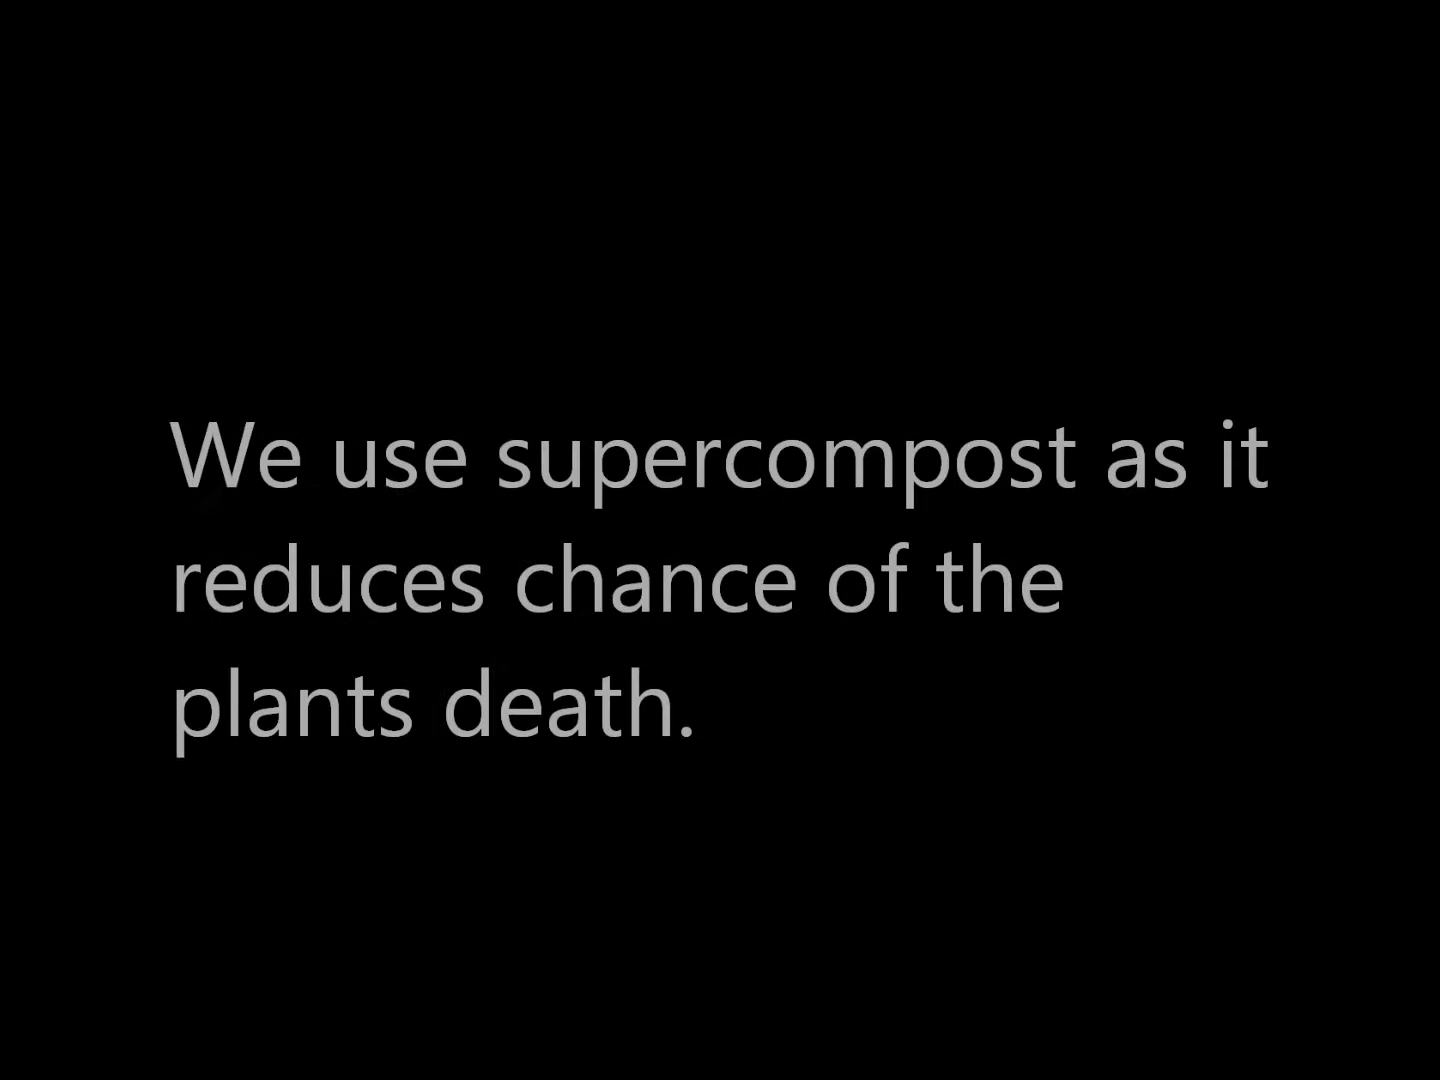 We use supercompost as it
reduces chance of the
plants death.